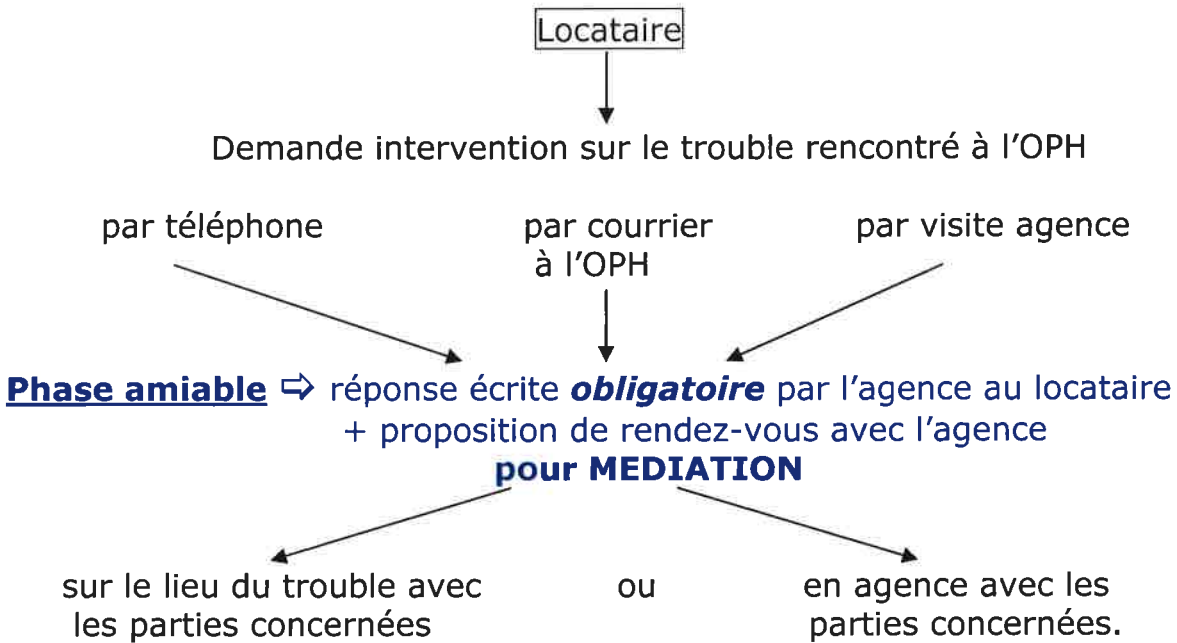 Locataire
Demande intervention sur le trouble rencontré à l'OPH
par téléphone par courrier par visite agence
à l'OPH
Phase amiable ⇨ réponse écrite obligatoire par l'agence au locataire
+ proposition de rendez-vous avec l'agence
pour MEDIATION
sur le lieu du trouble avec ou en agence avec les
les parties concernées parties concernées.